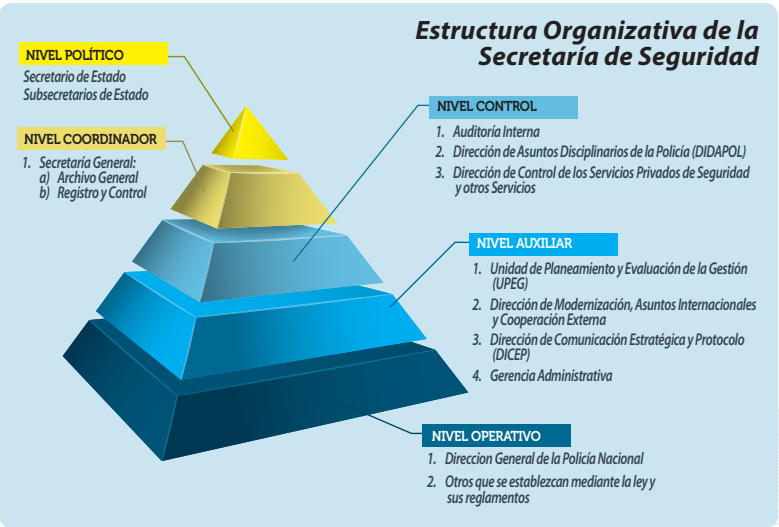 Estructura Organizativa de la
Secretaría de Seguridad
NIVEL POLÍTICO
Secretario de Estado
Subsecretarios de Estado
NIVEL COORDINADOR
1. Secretaría General:
a) Archivo General
b) Registro y Control
NIVEL CONTROL
1. Auditoría Interna
2. Dirección de Asuntos Disciplinarios de la Policía (DIDAPOL)
3. Dirección de Control de los Servicios Privados de Seguridad
y otros Servicios
NIVEL AUXILIAR
1. Unidad de Planeamiento y Evaluación de la Gestión
(UPEG)
2. Dirección de Modernización, Asuntos Internacionales
y Cooperación Externa
3. Dirección de Comunicación Estratégica y Protocolo
(DICEP)
4. Gerencia Administrativa
NIVEL OPERATIVO
1. Direccion General de la Policía Nacional
2. Otros que se establezcan mediante la ley y
sus reglamentos